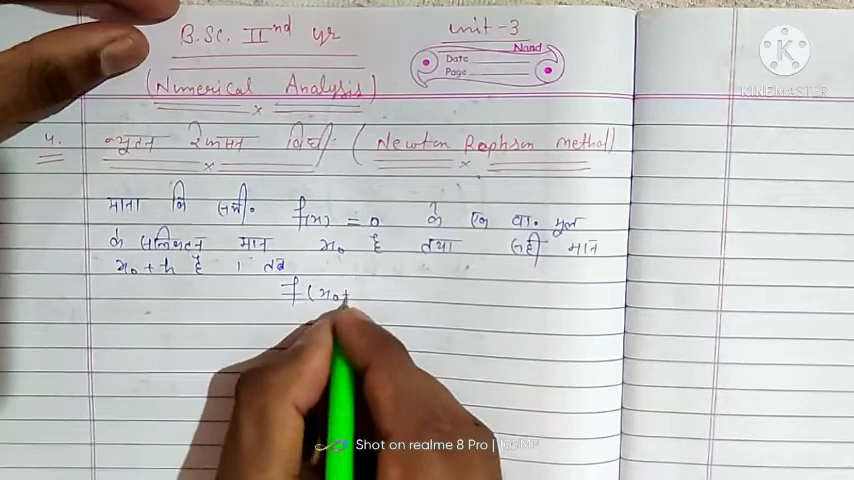 B.Sc. IInd yr
Unit - 3
Nand
Date
Page
(Numerical Analysis)
KINEMASTER
4. न्यूतन रेफसन विधी (Newton Raphson method)
माना कि समी॰ f(x) = 0 के एक वा॰ मूल
के सन्निकटन मान x₀ है तथा सही मान
x₀ + h है । तब
f(x₀+
Shot on realme 8 Pro |